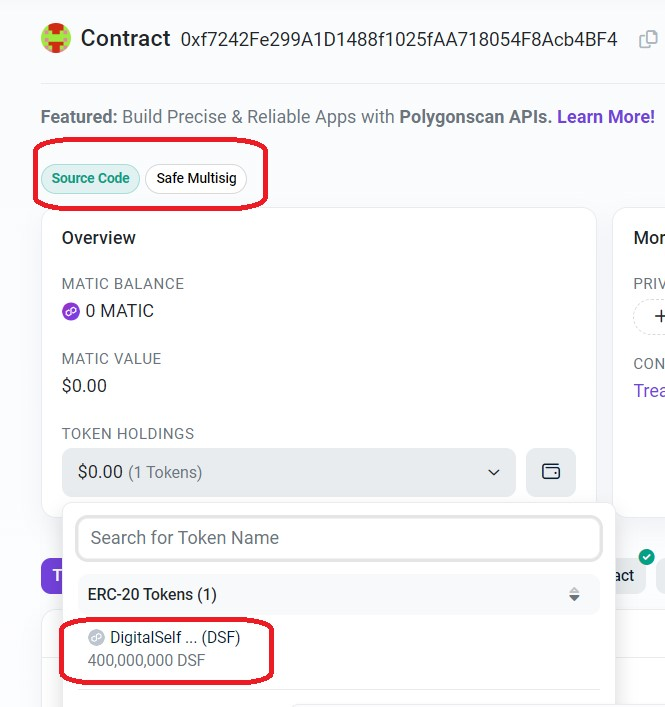 Contract 0xf7242Fe299A1D1488f1025fAA718054F8Acb4BF4
Featured: Build Precise & Reliable Apps with Polygonscan APIs. Learn More!
Source Code Safe Multisig
Overview
MATIC BALANCE
0 MATIC
MATIC VALUE
$0.00
TOKEN HOLDINGS
$0.00 (1 Tokens)
Search for Token Name
ERC-20 Tokens (1)
DigitalSelf ... (DSF)
400,000,000 DSF
Mor
PRIV
+
CON
Trea
T
act